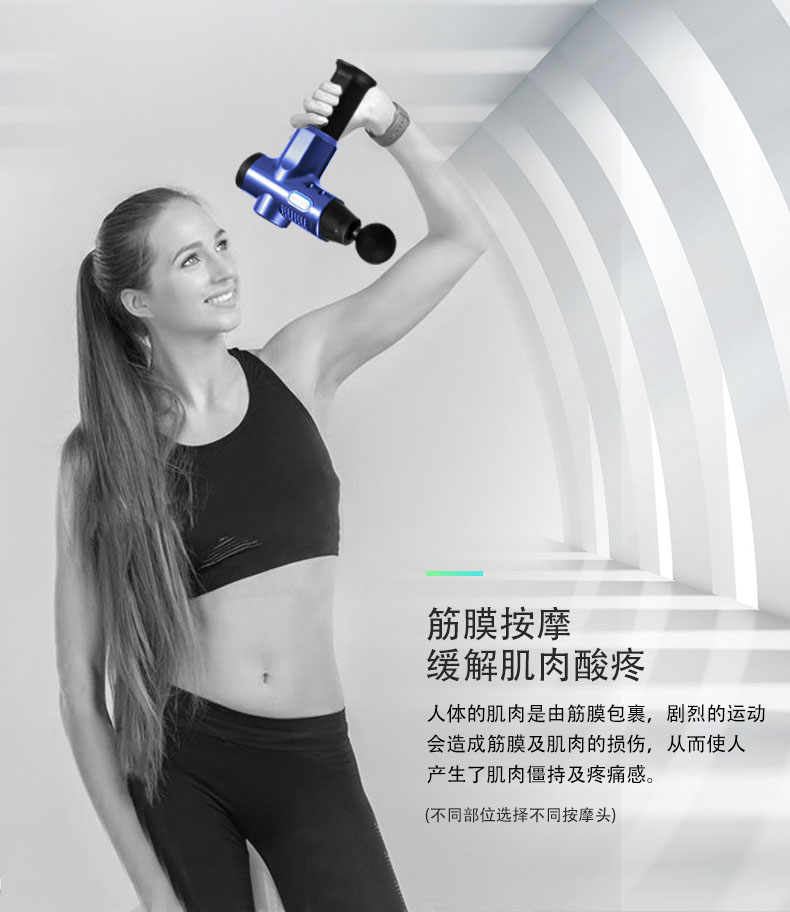 筋膜按摩
缓解肌肉酸疼
人体的肌肉是由筋膜包裹，剧烈的运动
会造成筋膜及肌肉的损伤，从而使人
产生了肌肉僵持及疼痛感。
(不同部位选择不同按摩头)